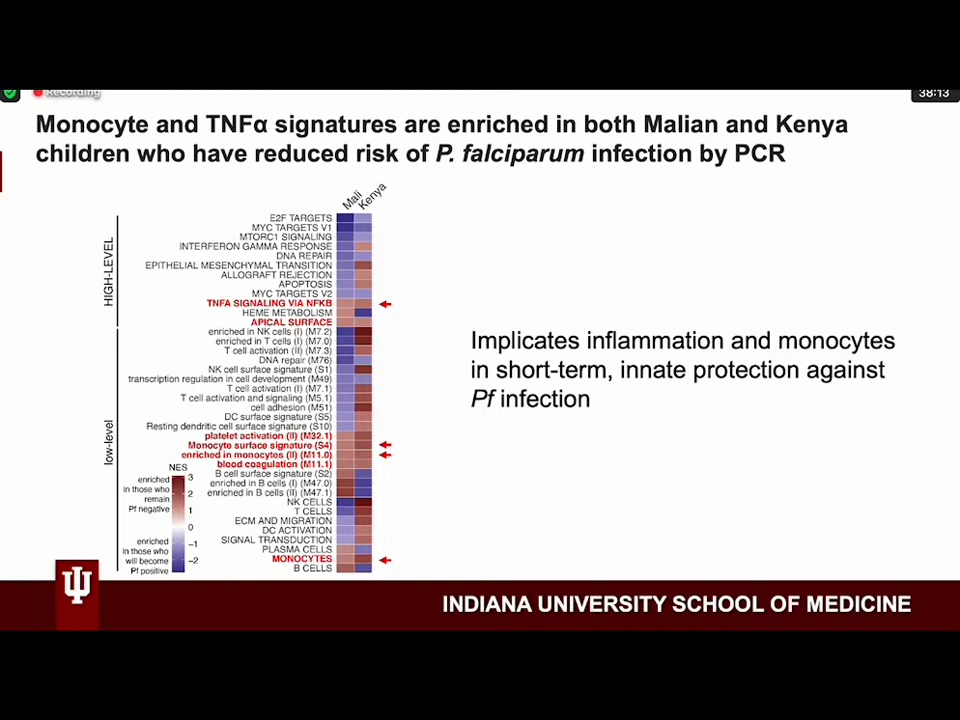 Recording
38:13
Monocyte and TNFα signatures are enriched in both Malian and Kenya
children who have reduced risk of P. falciparum infection by PCR
Mali
Kenya
HIGH-LEVEL
E2F TARGETS
MYC TARGETS V1
MTORC1 SIGNALING
INTERFERON GAMMA RESPONSE
DNA REPAIR
EPITHELIAL MESENCHYMAL TRANSITION
ALLOGRAFT REJECTION
APOPTOSIS
MYC TARGETS V2
TNFA SIGNALING VIA NFKB
HEME METABOLISM
APICAL SURFACE
low-level
enriched in NK cells (I) (M7.2)
enriched in T cells (I) (M7.0)
T cell activation (II) (M7.3)
DNA repair (M76)
NK cell surface signature (S1)
transcription regulation in cell development (M49)
T cell activation (I) (M7.1)
T cell activation and signaling (M5.1)
cell adhesion (M51)
DC surface signature (S5)
Resting dendritic cell surface signature (S10)
platelet activation (II) (M32.1)
Monocyte surface signature (S4)
enriched in monocytes (II) (M11.0)
blood coagulation (M11.1)
B cell surface signature (S2)
enriched in B cells (I) (M47.0)
enriched in B cells (II) (M47.1)
NK CELLS
T CELLS
ECM AND MIGRATION
DC ACTIVATION
SIGNAL TRANSDUCTION
PLASMA CELLS
MONOCYTES
B CELLS
NES
3
2
1
0
−1
−2
enriched
in those who
remain
Pf negative
enriched
in those who
will become
Pf positive
Implicates inflammation and monocytes
in short-term, innate protection against
Pf infection
INDIANA UNIVERSITY SCHOOL OF MEDICINE